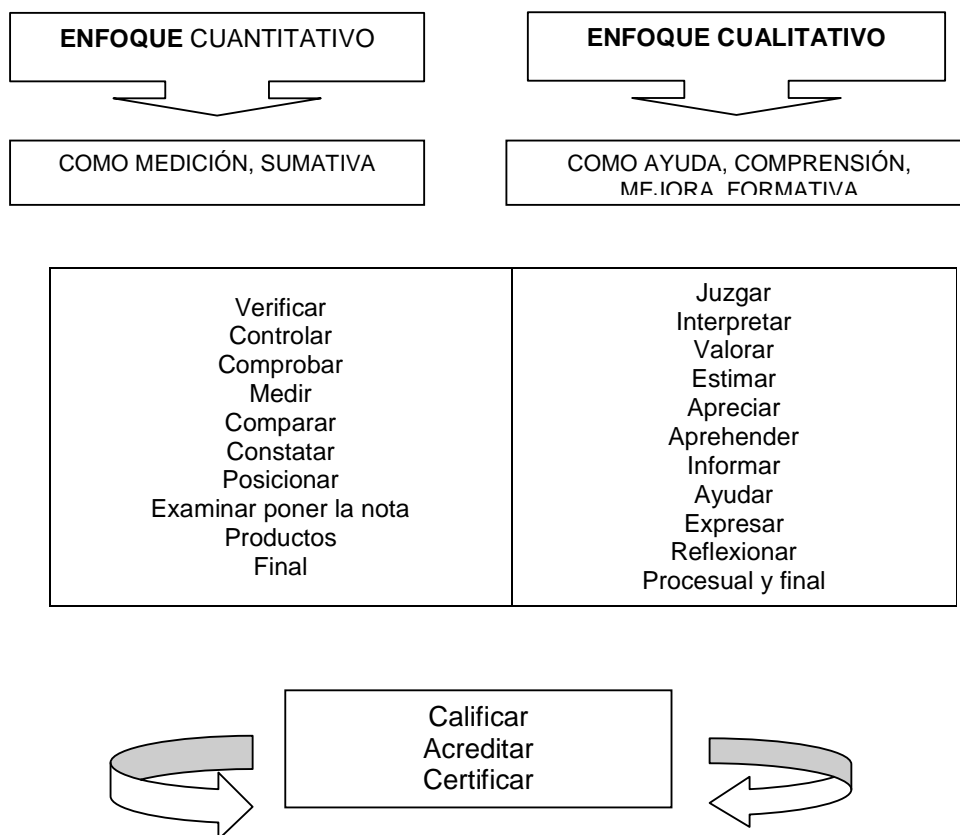 ENFOQUE CUANTITATIVO
ENFOQUE CUALITATIVO
COMO MEDICIÓN, SUMATIVA
COMO AYUDA, COMPRENSIÓN,
MEJORA, FORMATIVA
Verificar
Controlar
Comprobar
Medir
Comparar
Constatar
Posicionar
Examinar poner la nota
Productos
Final
Juzgar
Interpretar
Valorar
Estimar
Apreciar
Aprehender
Informar
Ayudar
Expresar
Reflexionar
Procesual y final
Calificar
Acreditar
Certificar